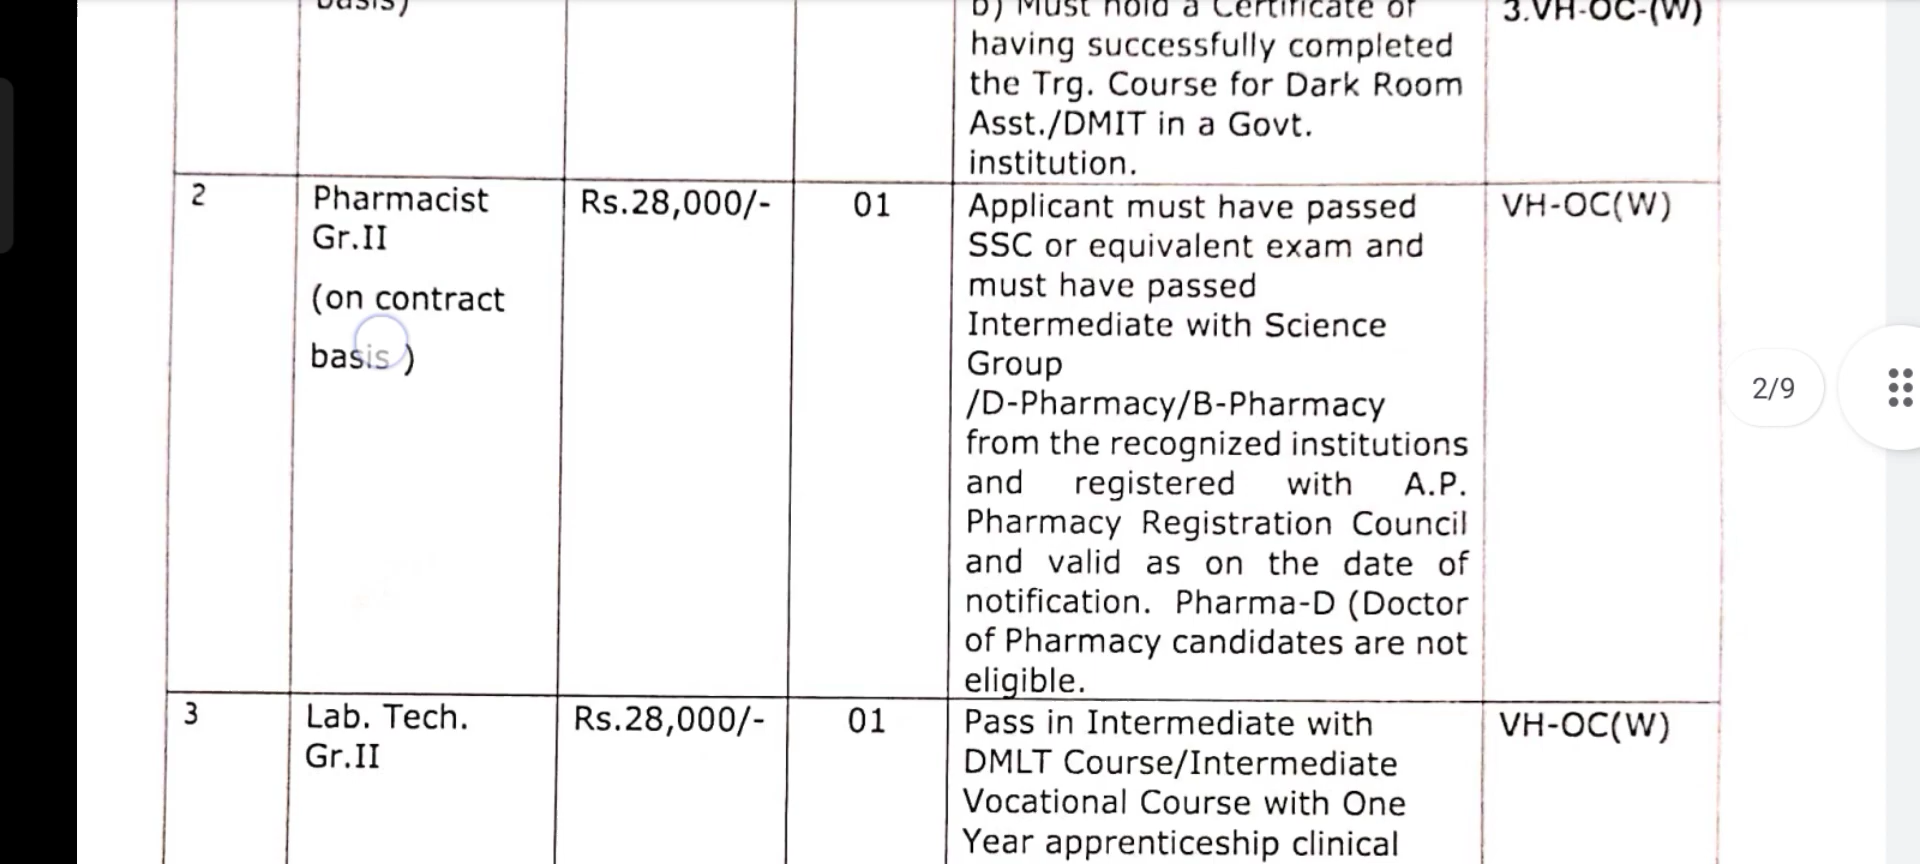 basis)
b) Must hold a Certificate of
having successfully completed
the Trg. Course for Dark Room
Asst./DMIT in a Govt.
institution.
3.VH-OC-(W)
2
Pharmacist
Gr.II
(on contract
basis )
Rs.28,000/-
01
Applicant must have passed
SSC or equivalent exam and
must have passed
Intermediate with Science
Group
/D-Pharmacy/B-Pharmacy
from the recognized institutions
and registered with A.P.
Pharmacy Registration Council
and valid as on the date of
notification. Pharma-D (Doctor
of Pharmacy candidates are not
eligible.
VH-OC(W)
2/9
3
Lab. Tech.
Gr.II
Rs.28,000/-
01
Pass in Intermediate with
DMLT Course/Intermediate
Vocational Course with One
Year apprenticeship clinical
VH-OC(W)